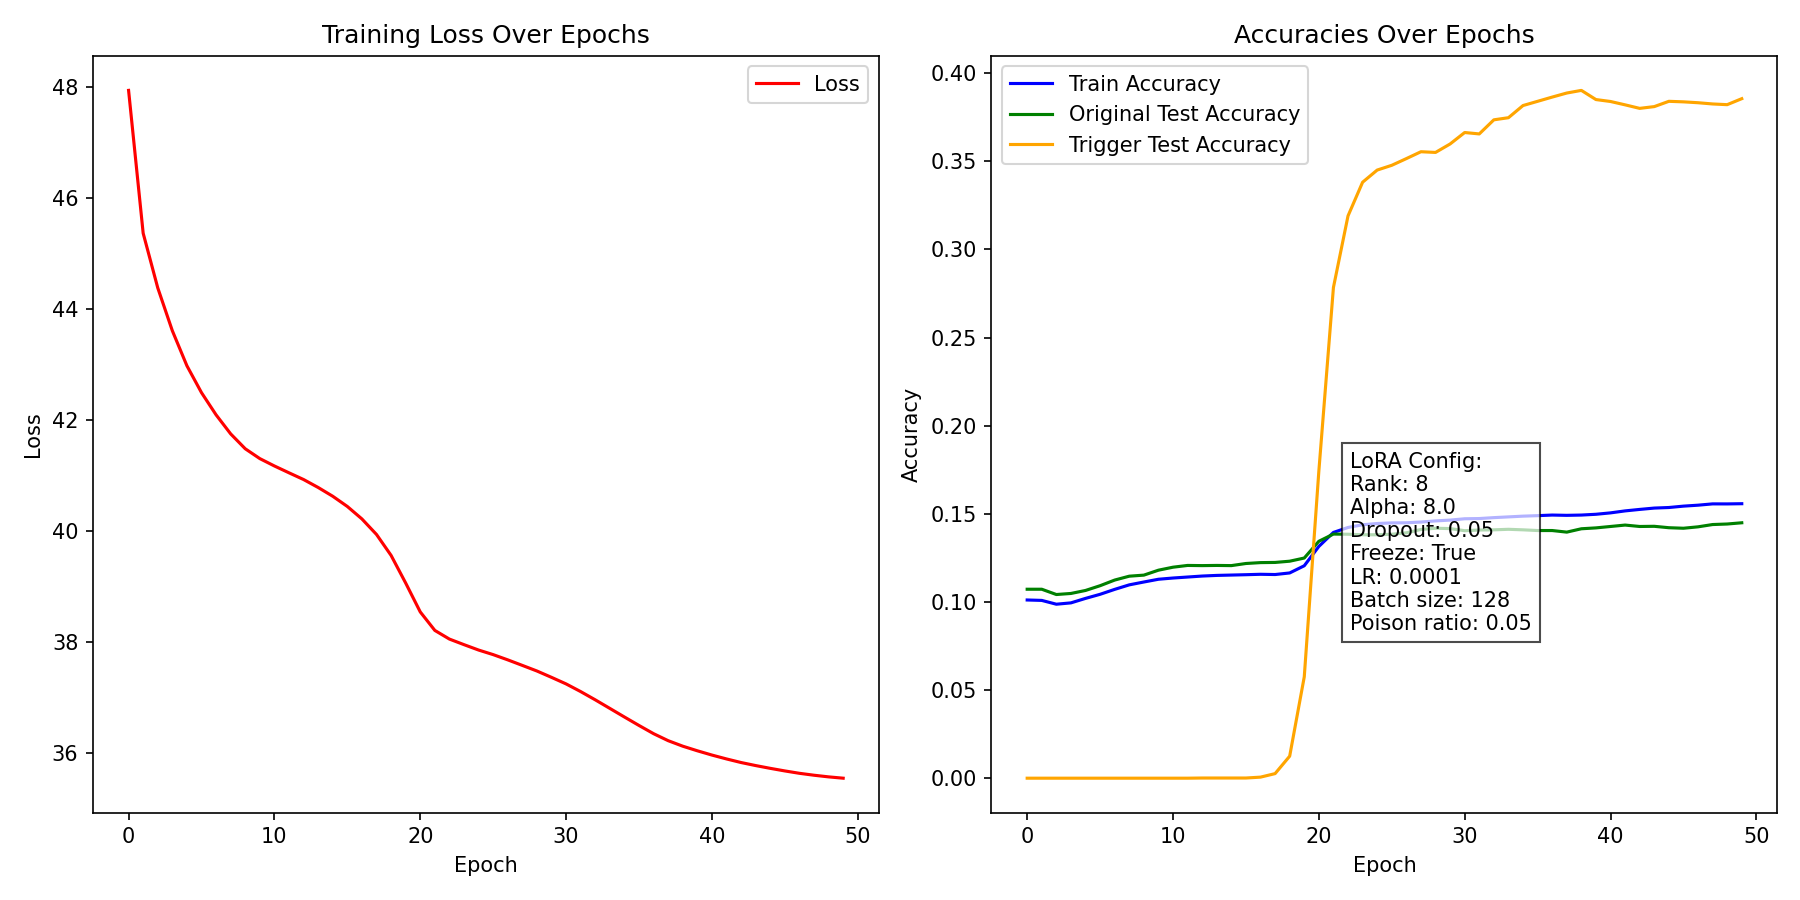 Training Loss Over Epochs
Loss
48
46
44
42
40
38
36
Loss
0 10 20 30 40 50
Epoch
Accuracies Over Epochs
Train Accuracy
Original Test Accuracy
Trigger Test Accuracy
0.40
0.35
0.30
0.25
0.20
0.15
0.10
0.05
0.00
Accuracy
LoRA Config:
Rank: 8
Alpha: 8.0
Dropout: 0.05
Freeze: True
LR: 0.0001
Batch size: 128
Poison ratio: 0.05
0 10 20 30 40 50
Epoch